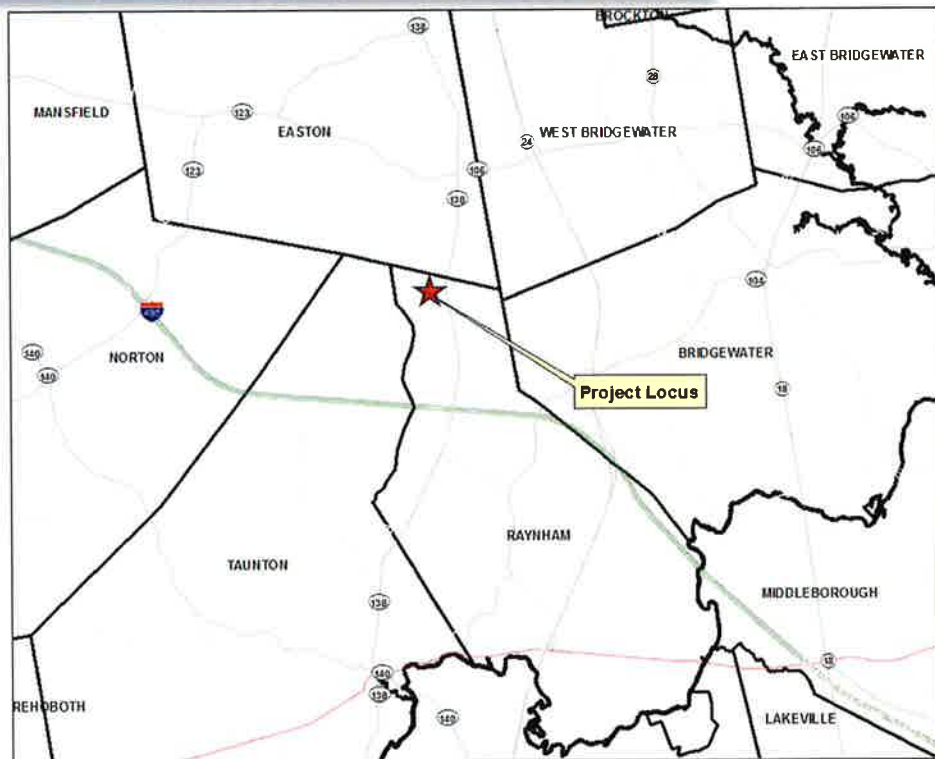 BROCKTON
138
EAST BRIDGEWATER
28
MANSFIELD
123
EASTON
WEST BRIDGEWATER
24
106
106
123
106
138
104
NORTON
140
140
BRIDGEWATER
18
Project Locus
RAYNHAM
TAUNTON
MIDDLEBOROUGH
138
140
138
18
REHOBOTH
140
LAKEVILLE